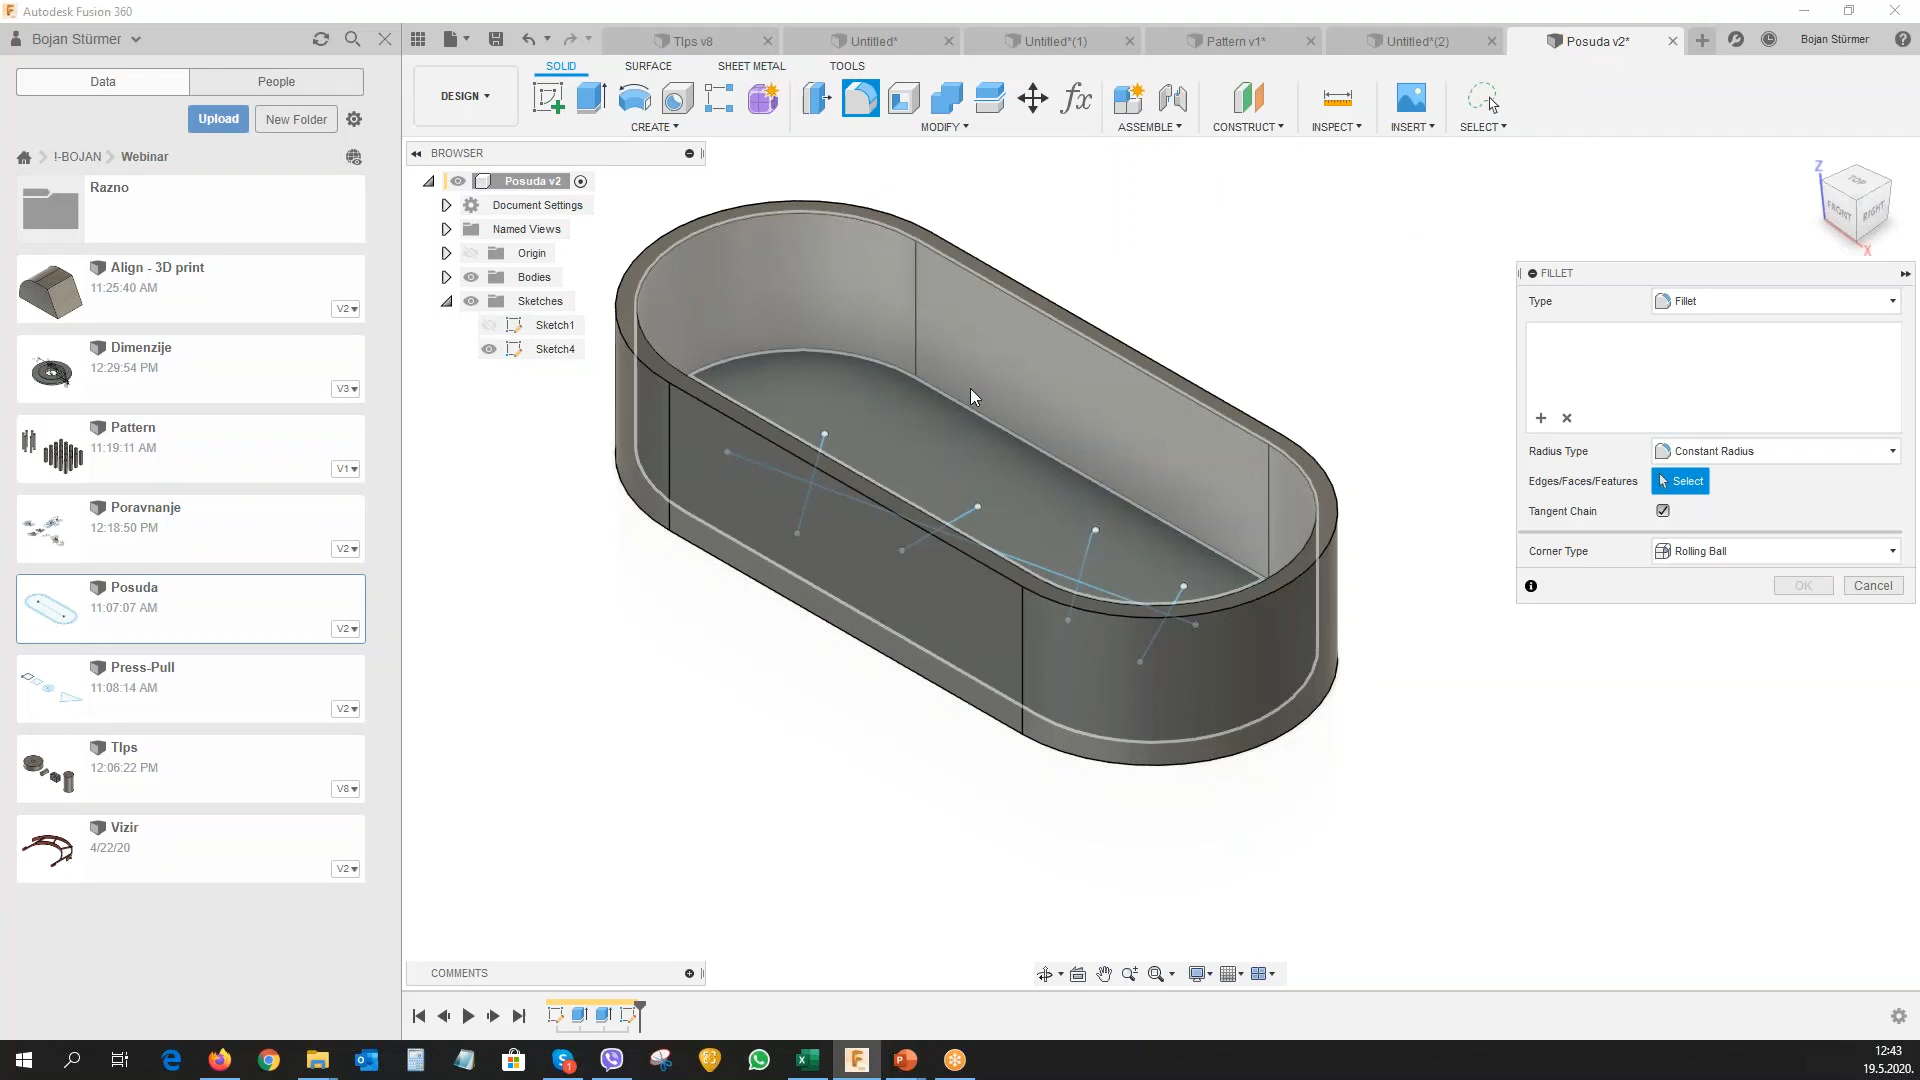 Autodesk Fusion 360
Bojan Stürmer
TIps v8
Untitled*
Untitled*(1)
Pattern v1*
Untitled*(2)
Posuda v2*
Bojan Stürmer
Data
People
SOLID
SURFACE
SHEET METAL
TOOLS
DESIGN
Upload
New Folder
CREATE
MODIFY
ASSEMBLE
CONSTRUCT
INSPECT
INSERT
SELECT
!-BOJAN
Webinar
BROWSER
Posuda v2
Document Settings
Named Views
Origin
Bodies
Sketches
Sketch1
Sketch4
Razno
Align - 3D print
11:25:40 AM
V2
Dimenzije
12:29:54 PM
V3
Pattern
11:19:11 AM
V1
Poravnanje
12:18:50 PM
V2
Posuda
11:07:07 AM
V2
Press-Pull
11:08:14 AM
V2
TIps
12:06:22 PM
V8
Vizir
4/22/20
V2
Z
TOP
FRONT
RIGHT
X
FILLET
Type
Fillet
Radius Type
Constant Radius
Edges/Faces/Features
Select
Tangent Chain
Corner Type
Rolling Ball
OK
Cancel
COMMENTS
12:43
19.5.2020.